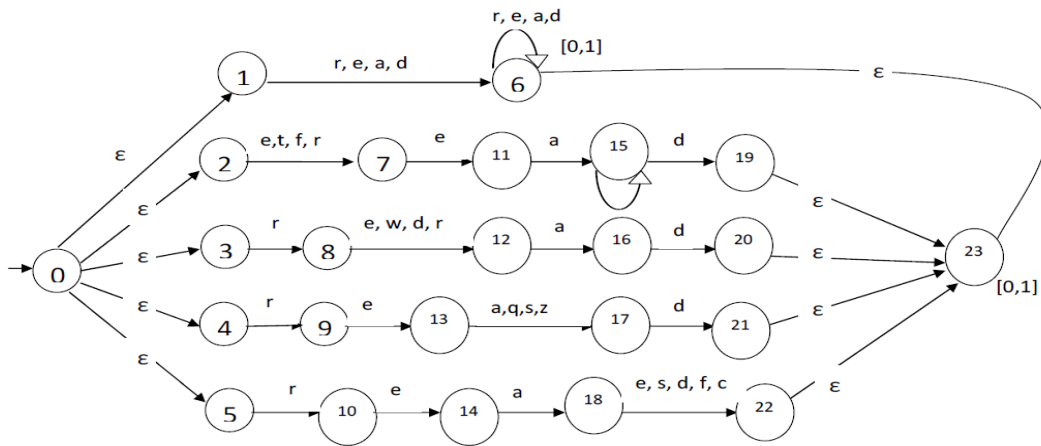 r, e, a,d
[0,1]
1
r, e, a, d
6
ε
ε
2
e,t, f, r
7
e
11
a
15
d
19
ε
ε
3
r
8
e, w, d, r
12
a
16
d
20
ε
0
ε
23
[0,1]
ε
4
r
9
e
13
a,q,s,z
17
d
21
ε
ε
5
r
10
e
14
a
18
e, s, d, f, c
22
ε